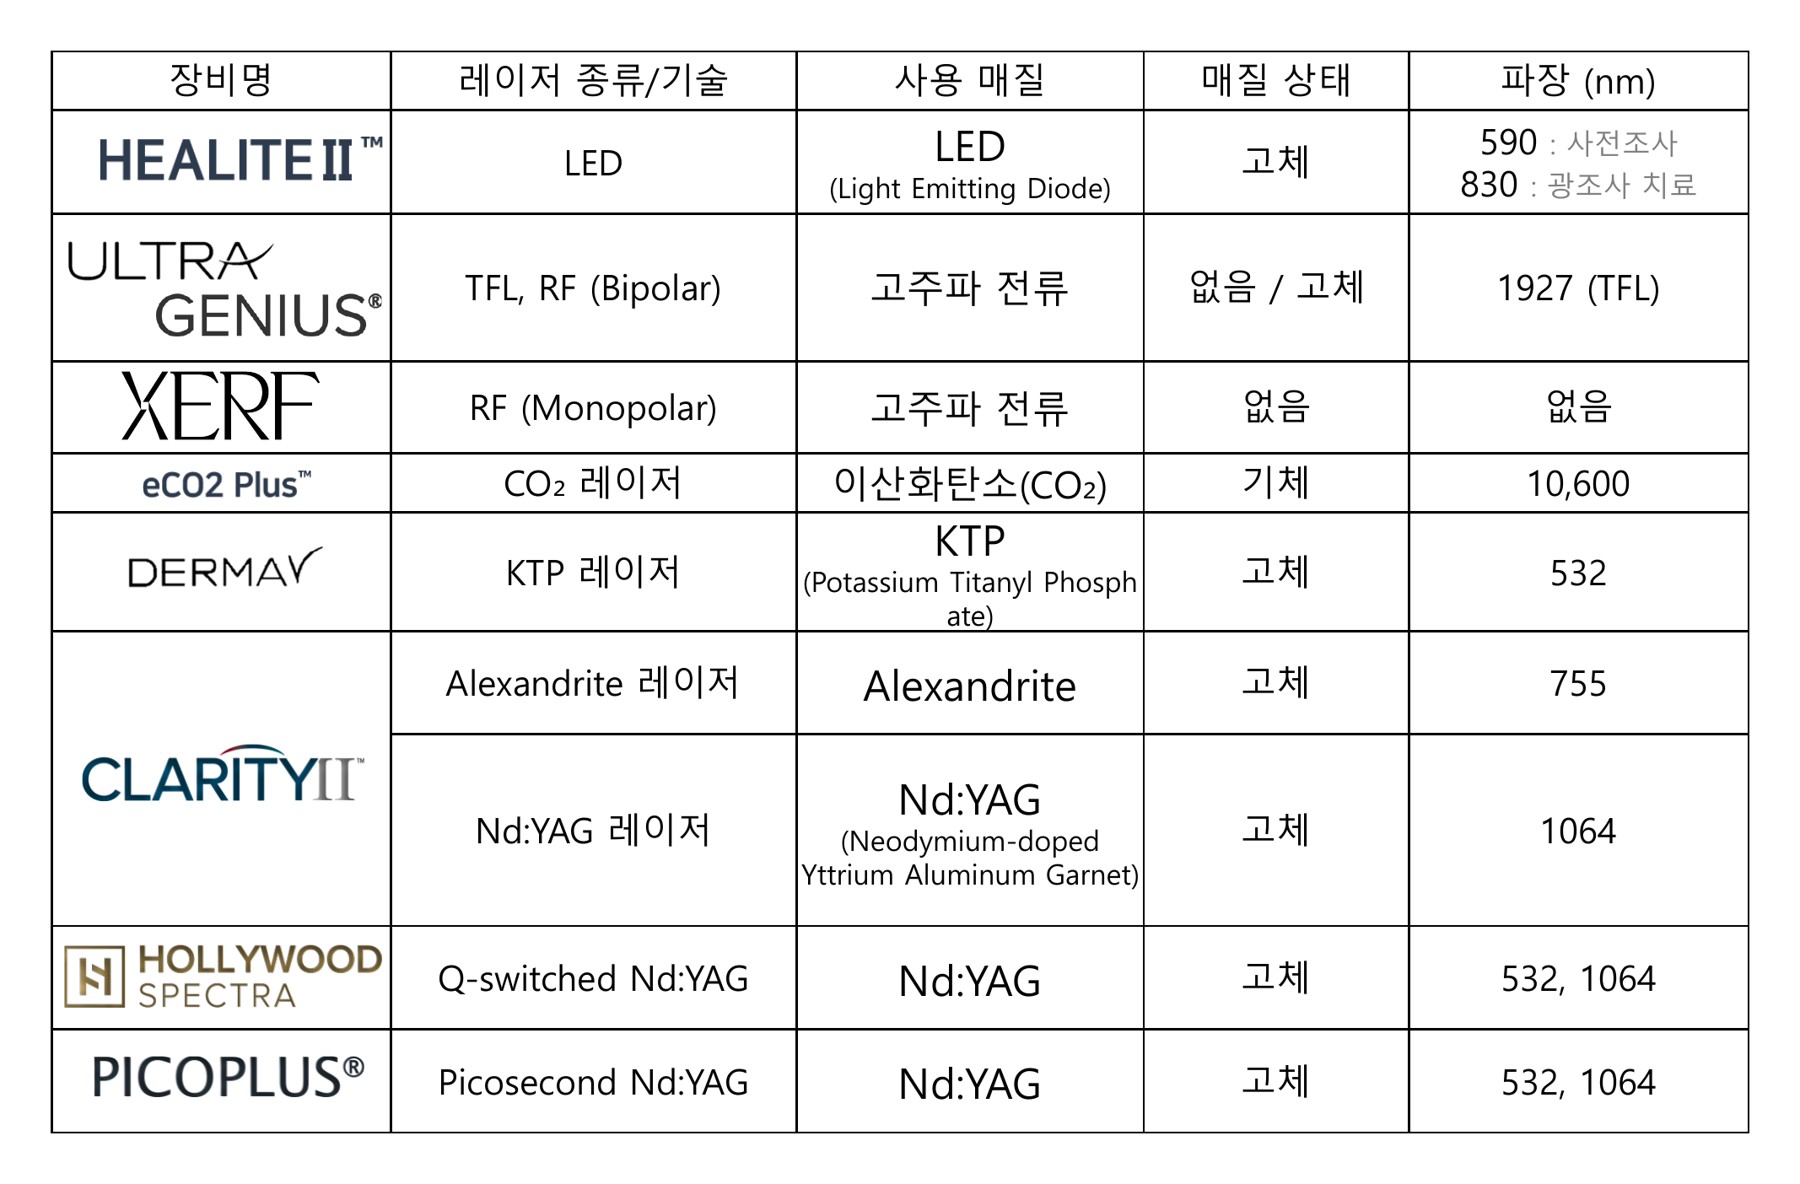 장비명 레이저 종류/기술 사용 매질 매질 상태 파장 (nm)
HEALITE II™ LED LED 고체 590 : 사전조사
(Light Emitting Diode) 830 : 광조사 치료
ULTRA
GENIUS® TFL, RF (Bipolar) 고주파 전류 없음 / 고체 1927 (TFL)
XERF RF (Monopolar) 고주파 전류 없음 없음
eCO2 Plus™ CO₂ 레이저 이산화탄소(CO₂) 기체 10,600
DERMAV KTP 레이저 KTP 고체 532
(Potassium Titanyl Phosph
ate)
CLARITYII™ Alexandrite 레이저 Alexandrite 고체 755
Nd:YAG 레이저 Nd:YAG 고체 1064
(Neodymium-doped
Yttrium Aluminum Garnet)
HOLLYWOOD
SPECTRA Q-switched Nd:YAG Nd:YAG 고체 532, 1064
PICOPLUS® Picosecond Nd:YAG Nd:YAG 고체 532, 1064